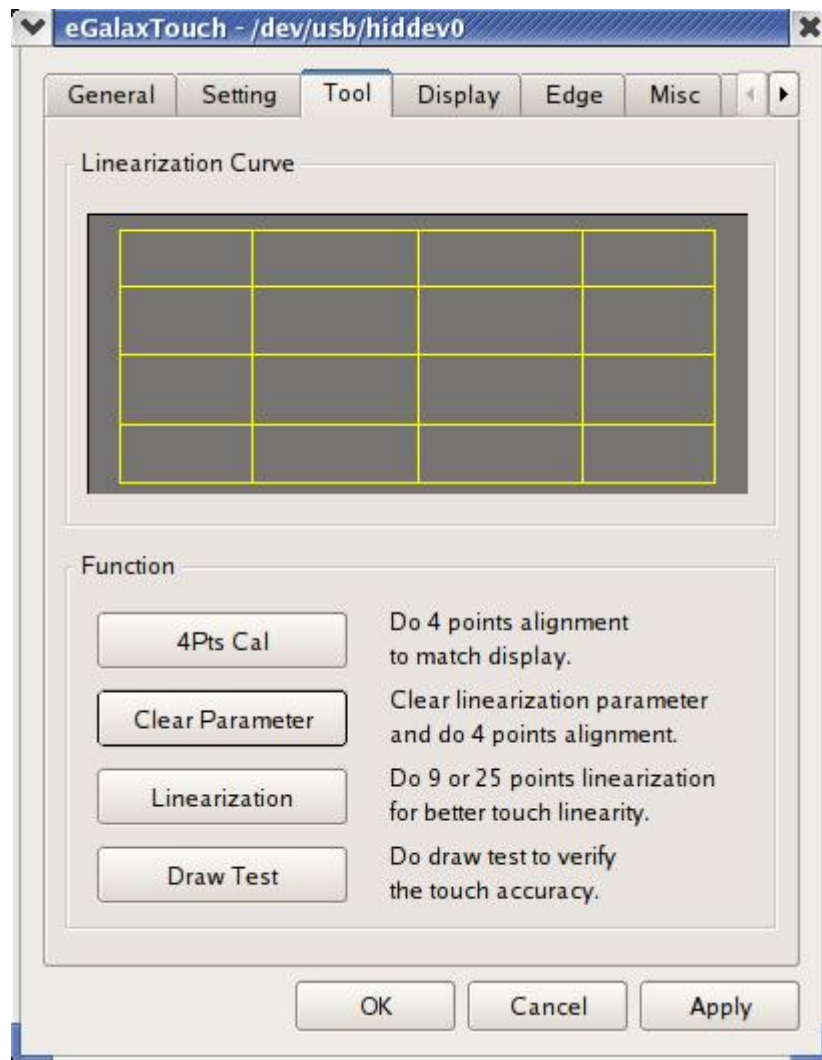 eGalaxTouch - /dev/usb/hiddev0
General Setting Tool Display Edge Misc
Linearization Curve
Function
4Pts Cal
Do 4 points alignment
to match display.
Clear Parameter
Clear linearization parameter
and do 4 points alignment.
Linearization
Do 9 or 25 points linearization
for better touch linearity.
Draw Test
Do draw test to verify
the touch accuracy.
OK Cancel Apply